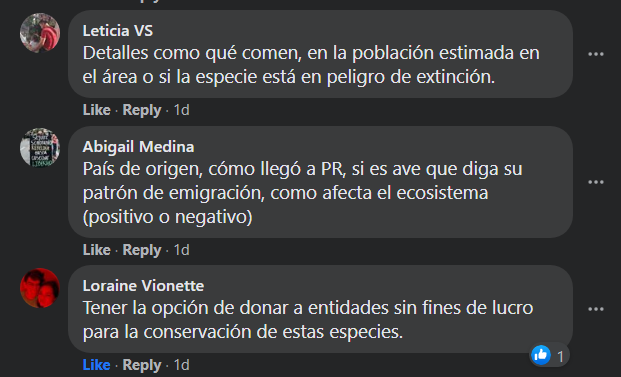 Leticia VS
Detalles como qué comen, en la población estimada en
el área o si la especie está en peligro de extinción.
Like · Reply · 1d
Abigail Medina
País de origen, cómo llegó a PR, si es ave que diga su
patrón de emigración, como afecta el ecosistema
(positivo o negativo)
Like · Reply · 1d
Loraine Vionette
Tener la opción de donar a entidades sin fines de lucro
para la conservación de estas especies.
Like · Reply · 1d
1